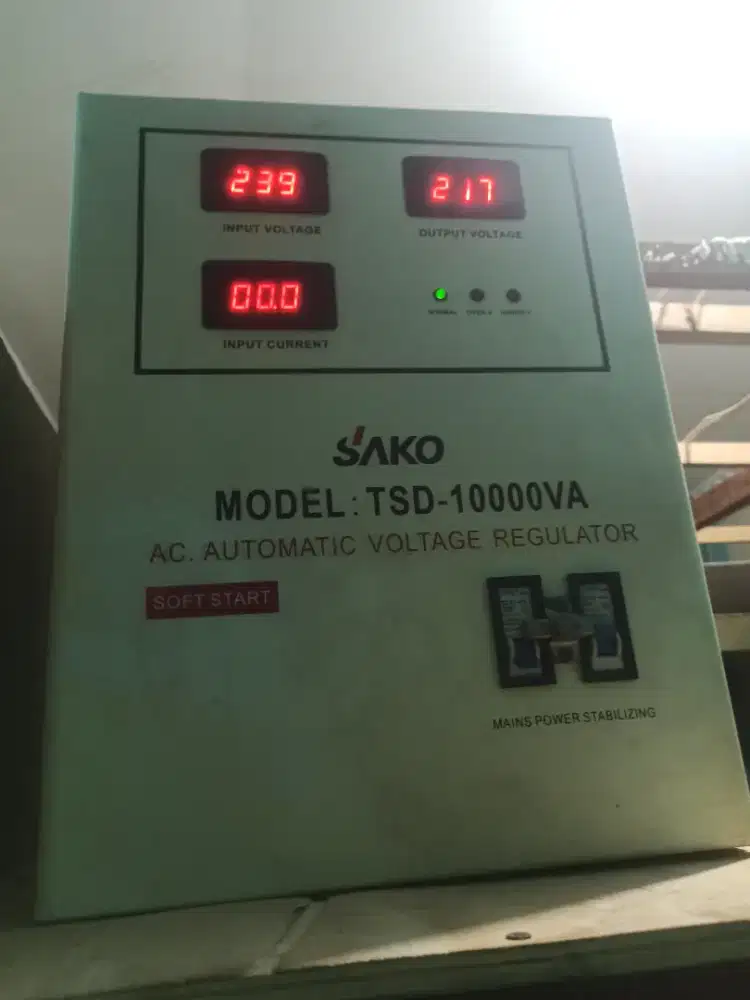 239
217
INPUT VOLTAGE
OUTPUT VOLTAGE
00.0
NORMAL
INPUT CURRENT
SAKO
MODEL: TSD-10000VA
AC. AUTOMATIC VOLTAGE REGULATOR
SOFT START
MAINS POWER STABILIZING